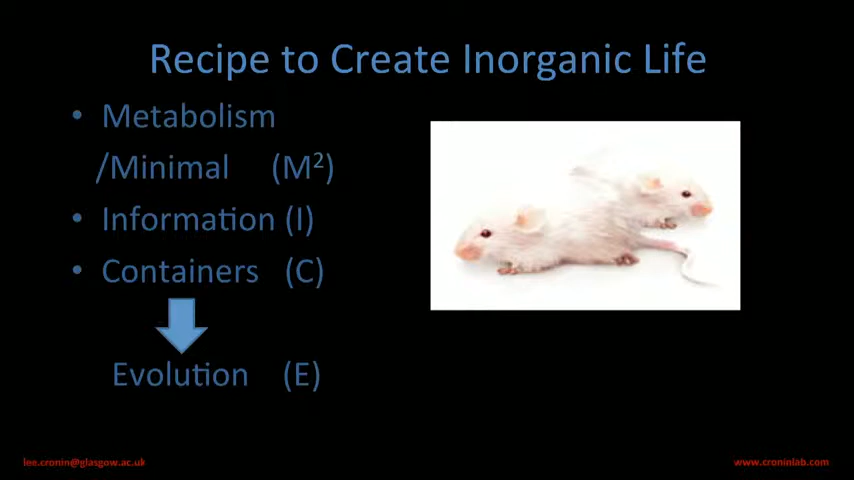 Recipe to Create Inorganic Life
• Metabolism
/Minimal (M²)
• Information (I)
• Containers (C)
Evolution (E)
lee.cronin@glasgow.ac.uk
www.croninlab.com